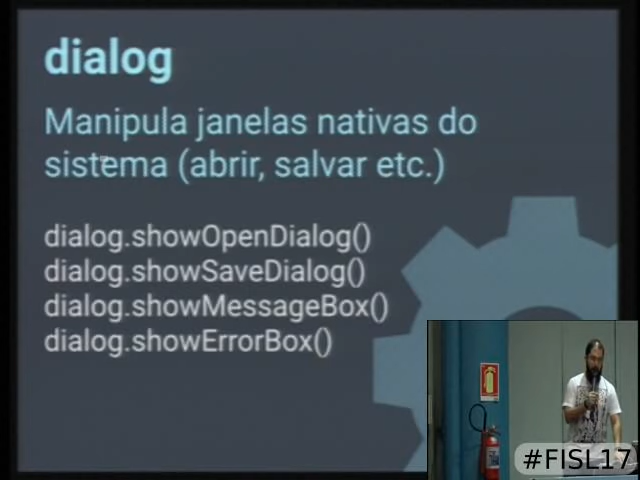 dialog
Manipula janelas nativas do
sistema (abrir, salvar etc.)
dialog.showOpenDialog()
dialog.showSaveDialog()
dialog.showMessageBox()
dialog.showErrorBox()
#FISL17